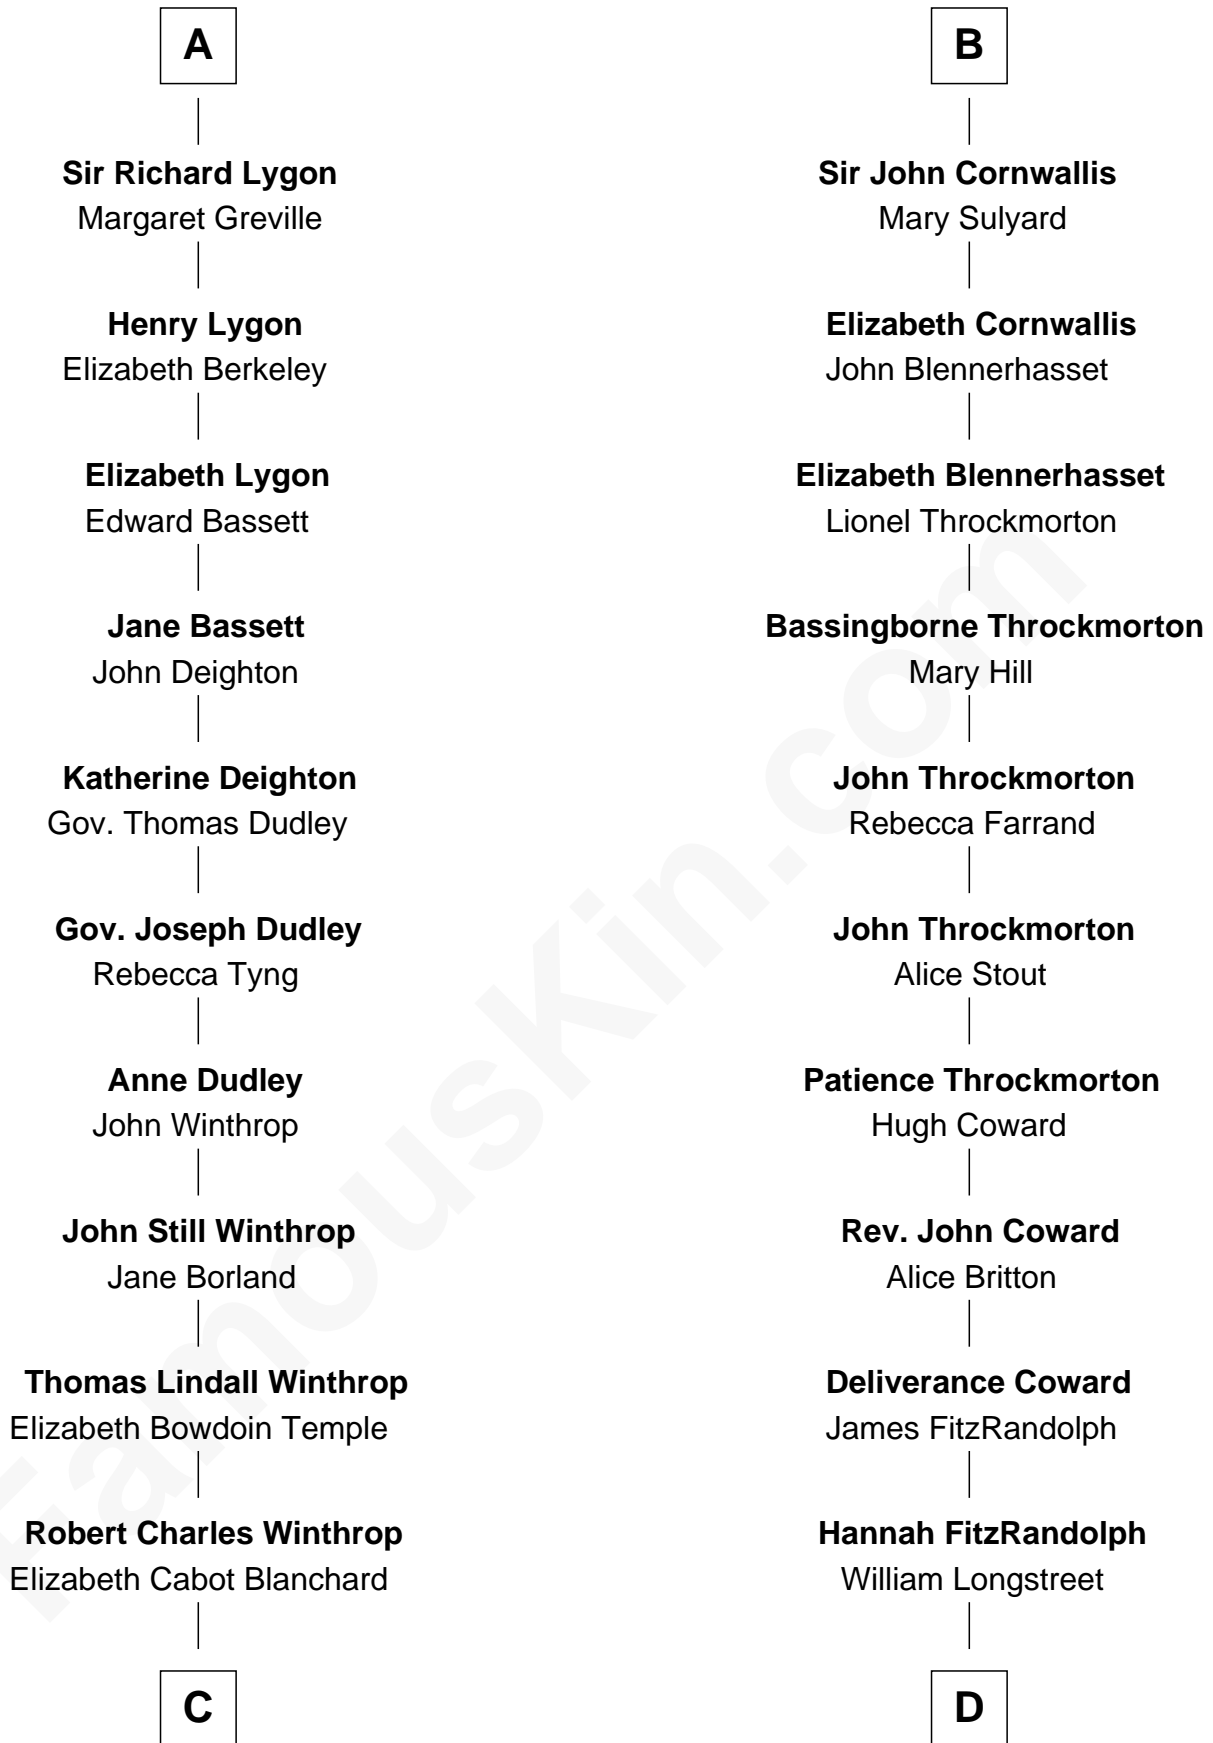 A
Sir Richard Lygon
Margaret Greville
Henry Lygon
Elizabeth Berkeley
Elizabeth Lygon
Edward Bassett
Jane Bassett
John Deighton
Katherine Deighton
Gov. Thomas Dudley
Gov. Joseph Dudley
Rebecca Tyng
Anne Dudley
John Winthrop
John Still Winthrop
Jane Borland
Thomas Lindall Winthrop
Elizabeth Bowdoin Temple
Robert Charles Winthrop
Elizabeth Cabot Blanchard
C
B
Sir John Cornwallis
Mary Sulyard
Elizabeth Cornwallis
John Blennerhasset
Elizabeth Blennerhasset
Lionel Throckmorton
Bassingborne Throckmorton
Mary Hill
John Throckmorton
Rebecca Farrand
John Throckmorton
Alice Stout
Patience Throckmorton
Hugh Coward
Rev. John Coward
Alice Britton
Deliverance Coward
James FitzRandolph
Hannah FitzRandolph
William Longstreet
D
FamousKin.com